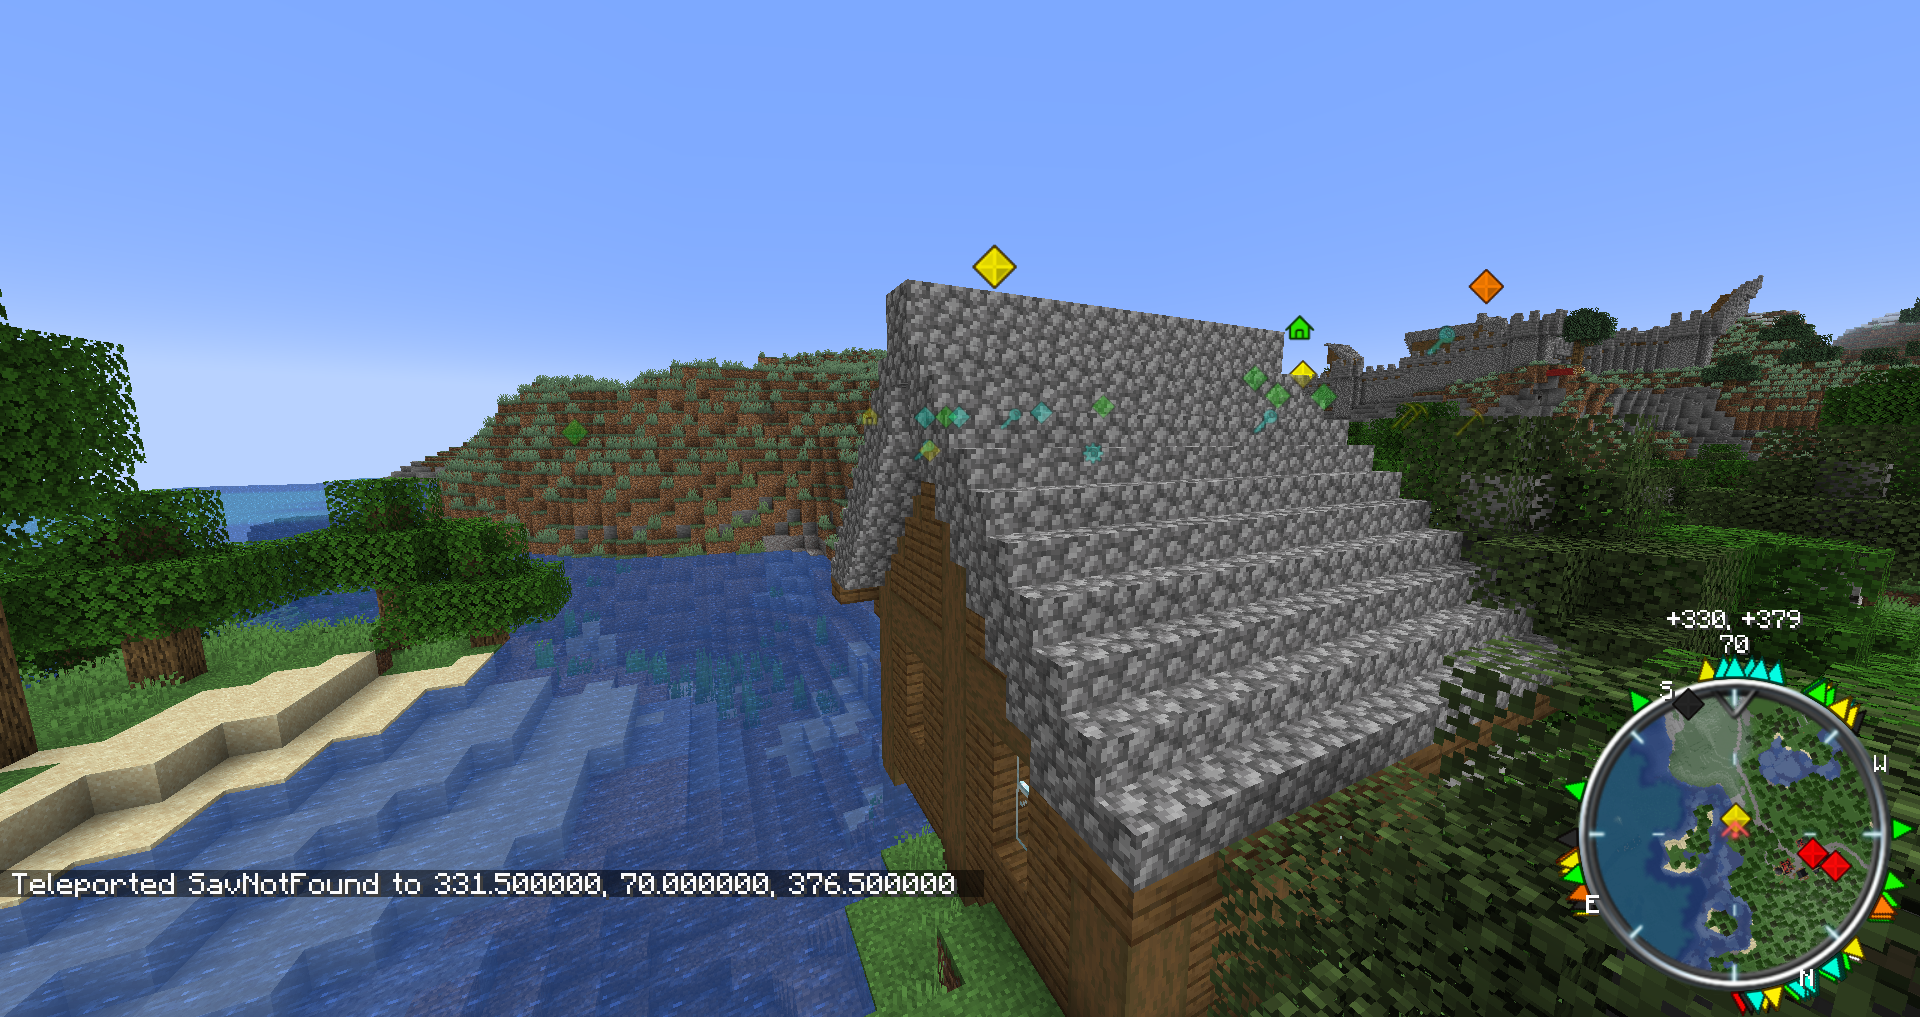 +330, +379
70
S
W
Teleported SavNotFound to 331.500000, 70.000000, 376.500000
E
N